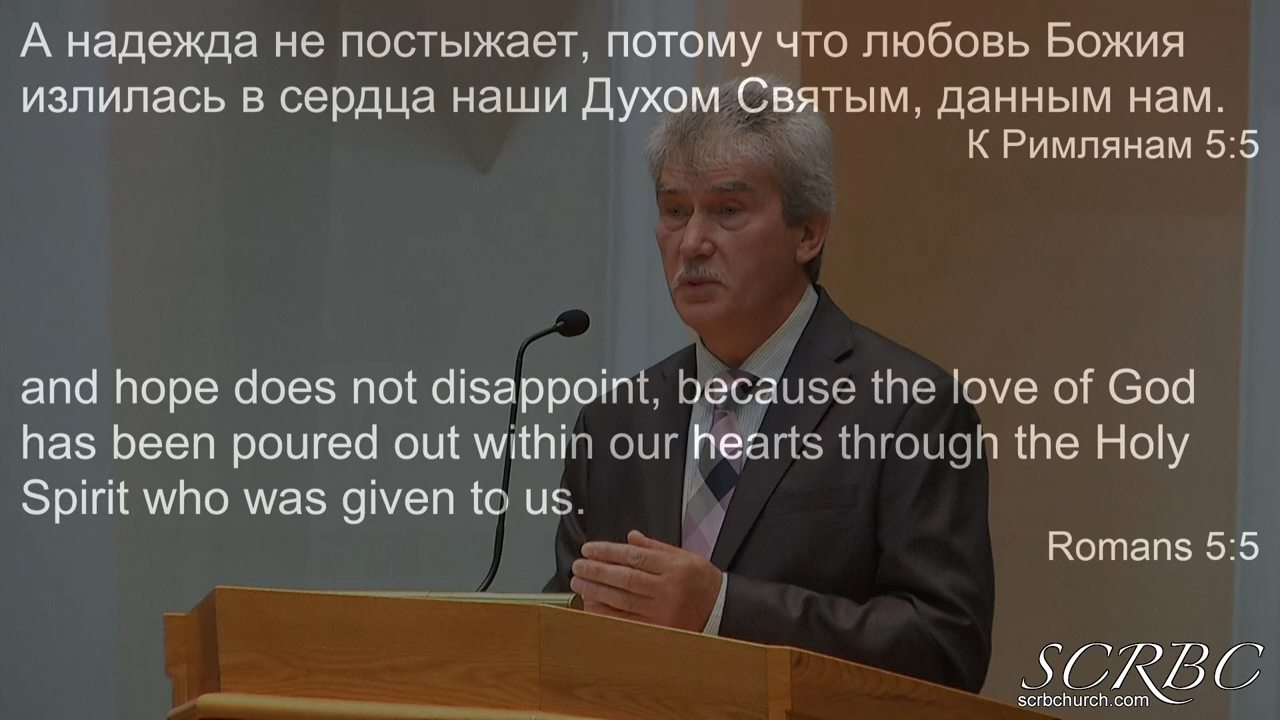 А надежда не постыжает, потому что любовь Божия
излилась в сердца наши Духом Святым, данным нам.
К Римлянам 5:5
and hope does not disappoint, because the love of God
has been poured out within our hearts through the Holy
Spirit who was given to us.
Romans 5:5
SCRBC
scrbchurch.com